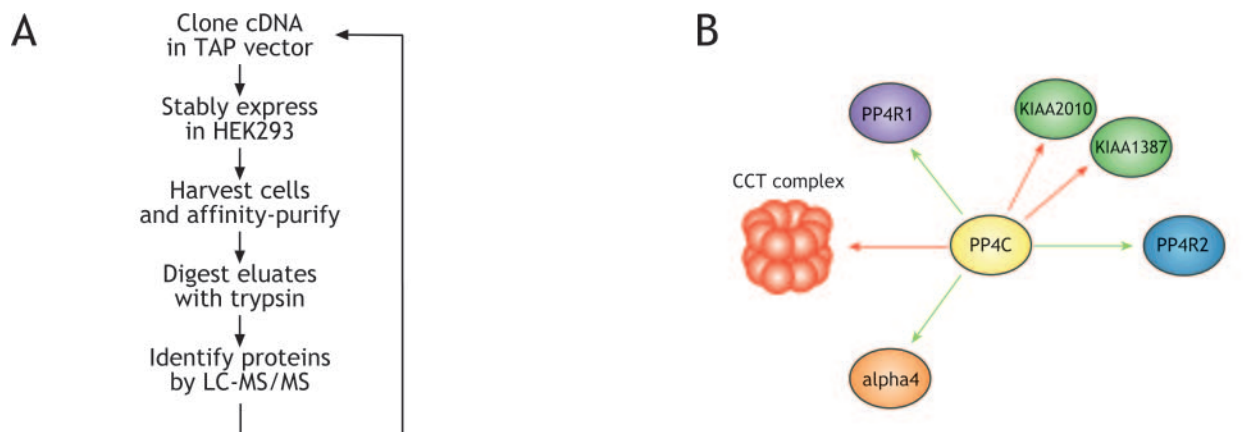 A
Clone cDNA
in TAP vector
Stably express
in HEK293
Harvest cells
and affinity-purify
Digest eluates
with trypsin
Identify proteins
by LC-MS/MS
B
PP4R1
KIAA2010
KIAA1387
CCT complex
PP4C
PP4R2
alpha4